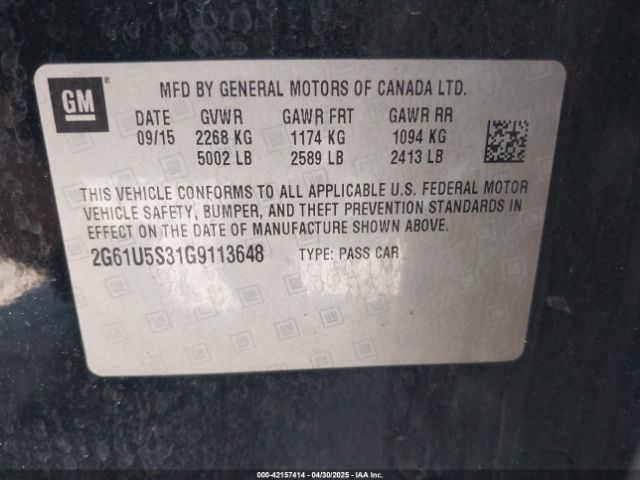 GM
MFD BY GENERAL MOTORS OF CANADA LTD.
DATE GVWR GAWR FRT GAWR RR
09/15 2268 KG 1174 KG 1094 KG
5002 LB 2589 LB 2413 LB
THIS VEHICLE CONFORMS TO ALL APPLICABLE U.S. FEDERAL MOTOR
VEHICLE SAFETY, BUMPER, AND THEFT PREVENTION STANDARDS IN
EFFECT ON THE DATE OF MANUFACTURE SHOWN ABOVE.
2G61U5S31G9113648 TYPE: PASS CAR
000-42157414 - 04/30/2025 - iaai.com